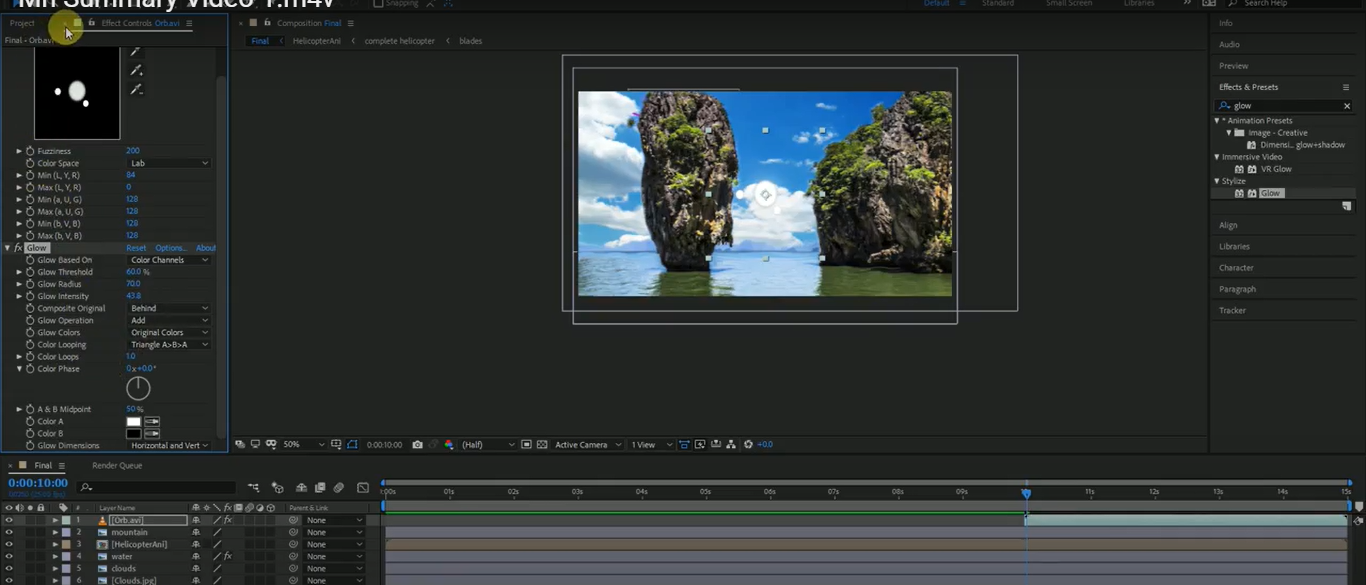 Min Summary Video 1.m4v
Snapping
Default
Standard
Small Screen
Libraries
Search Help
Project
Effect Controls Orb.avi
Composition Final
Final - Orb.avi
Final
HelicopterAni
complete helicopter
blades
Fuzziness 200
Color Space Lab
Min (L, Y, R) 84
Max (L, Y, R) 0
Min (a, U, G) 128
Max (a, U, G) 128
Min (b, V, B) 128
Max (b, V, B) 128
fx Glow Reset Options... About
Glow Based On Color Channels
Glow Threshold 60.0 %
Glow Radius 70.0
Glow Intensity 43.8
Composite Original Behind
Glow Operation Add
Glow Colors Original Colors
Color Looping Triangle A>B>A
Color Loops 1.0
Color Phase 0x+0.0°
A & B Midpoint 50 %
Color A
Color B
Glow Dimensions Horizontal and Vert
50%
0:00:10:00
(Half)
Active Camera
1 View
+0.0
Info
Audio
Preview
Effects & Presets
glow
* Animation Presets
Image - Creative
Dimensi... glow+shadow
Immersive Video
VR Glow
Stylize
Glow
Align
Libraries
Character
Paragraph
Tracker
Final
Render Queue
0:00:10:00
:00s 01s 02s 03s 04s 05s 06s 07s 08s 09s 11s 12s 13s 14s 15s
# Layer Name Parent & Link
1 [Orb.avi] fx None
2 mountain None
3 [HelicopterAni] None
4 water fx None
5 clouds None
6 [Clouds.jpg] None